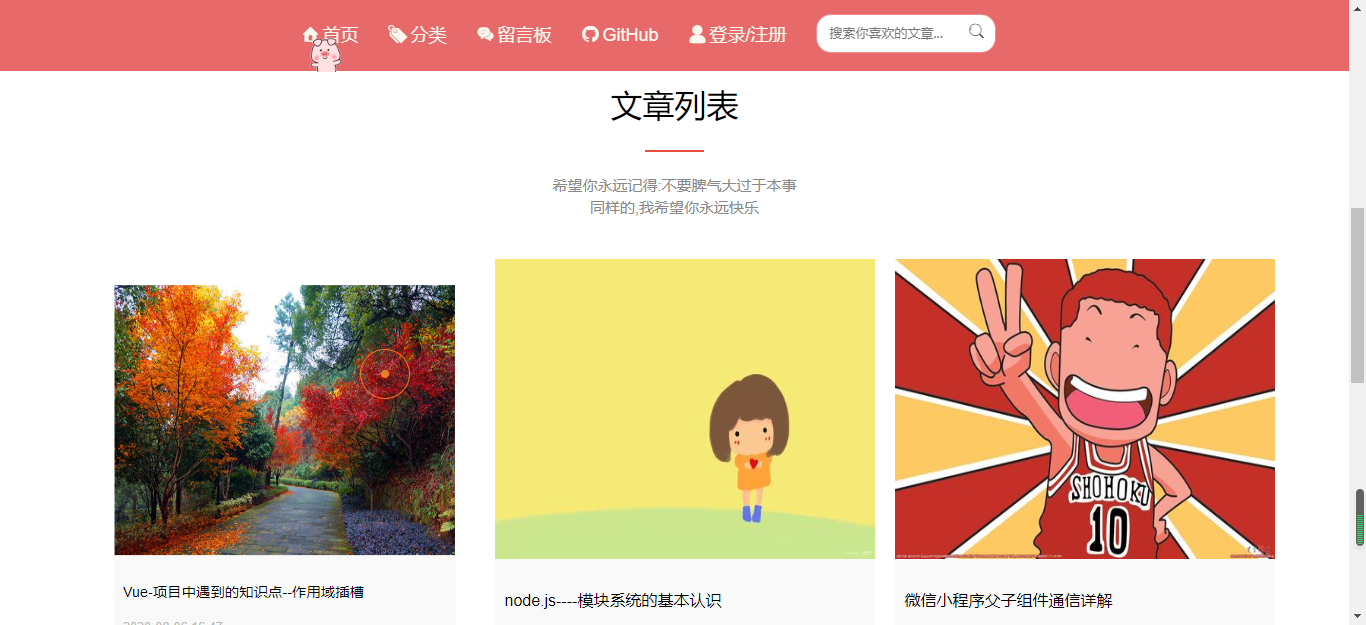 首页 分类 留言板 GitHub 登录/注册 搜索你喜欢的文章...
文章列表
希望你永远记得:不要脾气大过于本事
同样的,我希望你永远快乐
SHOHOKU
10
Vue-项目中遇到的知识点--作用域插槽
node.js----模块系统的基本认识
微信小程序父子组件通信详解